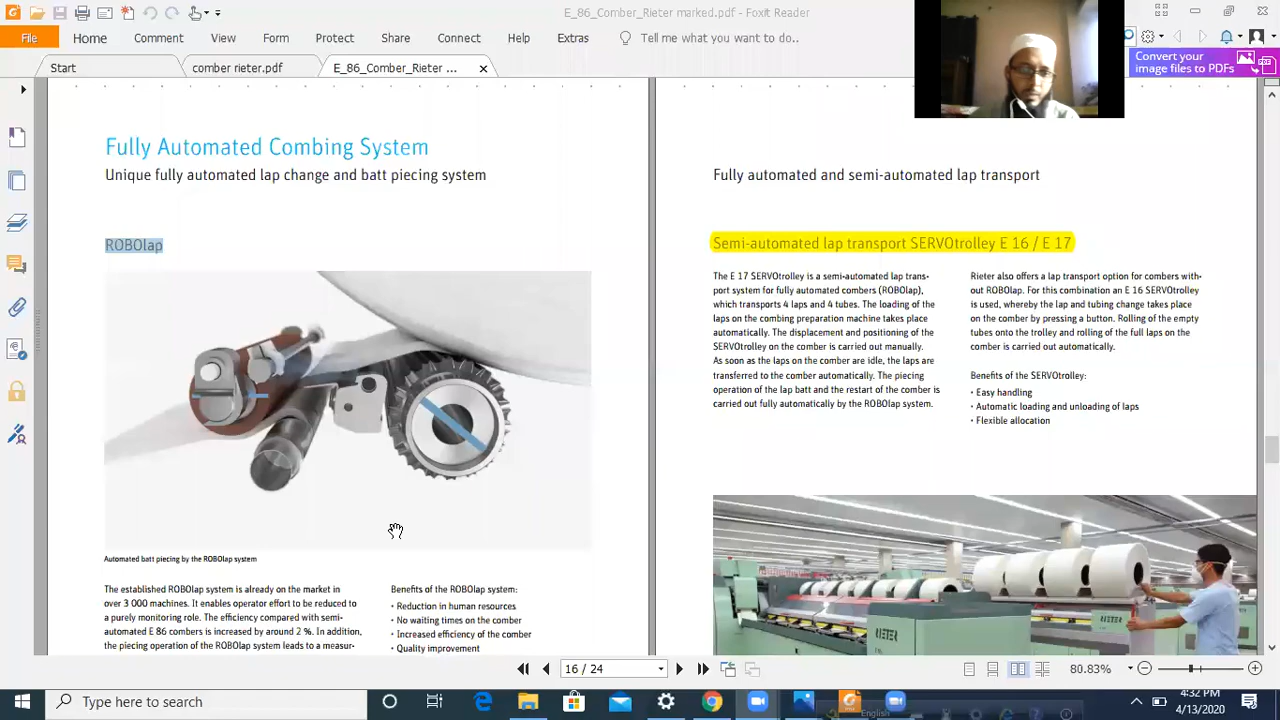 E_86_Comber_Rieter marked.pdf - Foxit Reader
File
Home
Comment
View
Form
Protect
Share
Connect
Help
Extras
Tell me what you want to do..
Start
comber rieter.pdf
E_86_Comber_Rieter ...
Convert your
image files to PDFs
Fully Automated Combing System
Unique fully automated lap change and batt piecing system
ROBOlap
Automated batt piecing by the ROBOlap system
The established ROBOlap system is already on the market in
over 3 000 machines. It enables operator effort to be reduced to
a purely monitoring role. The efficiency compared with semi-
automated E 86 combers is increased by around 2 %. In addition,
the piecing operation of the ROBOlap system leads to a measur-
Benefits of the ROBOlap system:
• Reduction in human resources
• No waiting times on the comber
• Increased efficiency of the comber
• Quality improvement
Fully automated and semi-automated lap transport
Semi-automated lap transport SERVOtrolley E 16 / E 17
The E 17 SERVOtrolley is a semi-automated lap trans-
port system for fully automated combers (ROBOlap),
which transports 4 laps and 4 tubes. The loading of the
laps on the combing preparation machine takes place
automatically. The displacement and positioning of the
SERVOtrolley on the comber is carried out manually.
As soon as the laps on the comber are idle, the laps are
transferred to the comber automatically. The piecing
operation of the lap batt and the restart of the comber is
carried out fully automatically by the ROBOlap system.
Rieter also offers a lap transport option for combers with-
out ROBOlap. For this combination an E 16 SERVOtrolley
is used, whereby the lap and tubing change takes place
on the comber by pressing a button. Rolling of the empty
tubes onto the trolley and rolling of the full laps on the
comber is carried out automatically.
Benefits of the SERVOtrolley:
• Easy handling
• Automatic loading and unloading of laps
• Flexible allocation
RIETER
16 / 24
80.83%
Type here to search
English
4:32 PM
4/13/2020